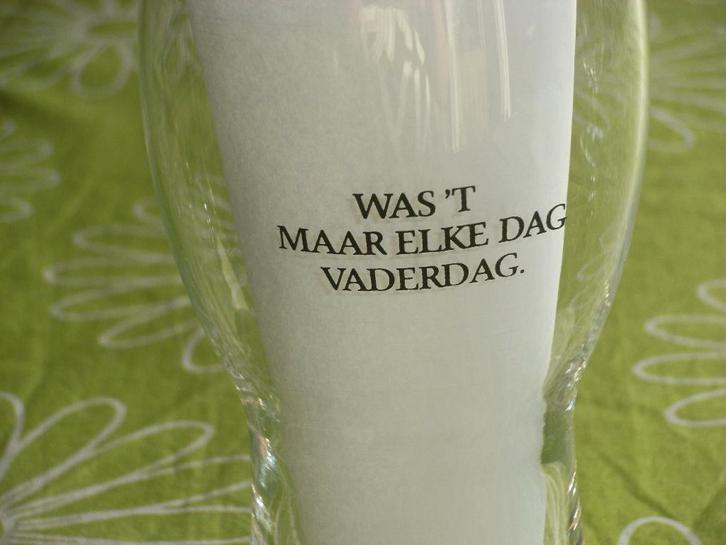 WAS 'T
MAAR ELKE DAG
VADERDAG.